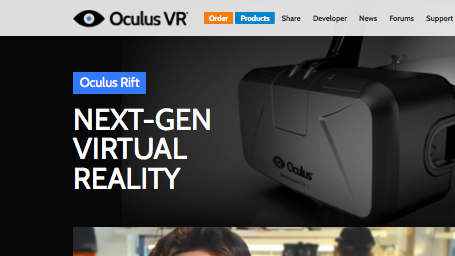 Oculus VR
Order Products Share Developer News Forums Support
Oculus Rift
NEXT-GEN
VIRTUAL
REALITY
Oculus